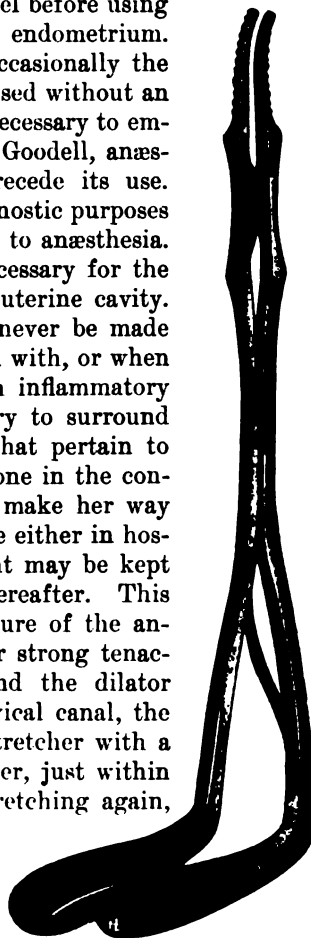 el before using
endometrium.
ccasionally the
sed without an
ecessary to em-
Goodell, anæs-
recede its use.
nostic purposes
to anæsthesia.
cessary for the
uterine cavity.
never be made
with, or when
inflammatory
ry to surround
hat pertain to
one in the con-
make her way
e either in hos-
t may be kept
ereafter. This
ure of the an-
r strong tenac-
nd the dilator
vical canal, the
tretcher with a
er, just within
retching again,